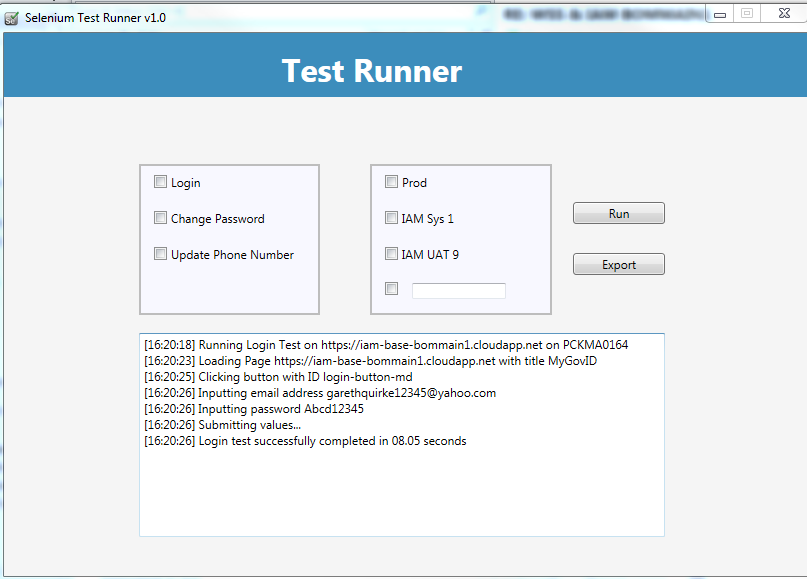 Selenium Test Runner v1.0
Test Runner
Login
Change Password
Update Phone Number
Prod
IAM Sys 1
IAM UAT 9
Run
Export
[16:20:18] Running Login Test on https://iam-base-bommain1.cloudapp.net on PCKMA0164
[16:20:23] Loading Page https://iam-base-bommain1.cloudapp.net with title MyGovID
[16:20:25] Clicking button with ID login-button-md
[16:20:26] Inputting email address garethquirke12345@yahoo.com
[16:20:26] Inputting password Abcd12345
[16:20:26] Submitting values...
[16:20:26] Login test successfully completed in 08.05 seconds